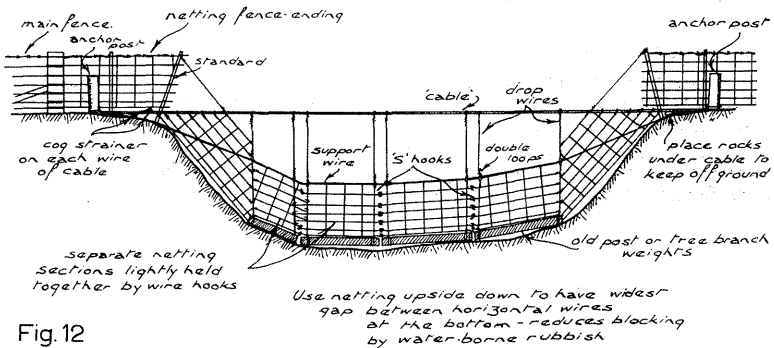 main fence.
netting fence-ending
anchor
post
standard
anchor post
'cable'
drop
wires
cog strainer
on each wire
of cable
support
wire
'S' hooks
double
loops
place rocks
under cable to
keep off ground
separate netting
sections lightly held
together by wire hooks
old post or tree branch
weights
Use netting upside down to have widest
gap between horizontal wires
at the bottom - reduces blocking
by water-borne rubbish
Fig. 12